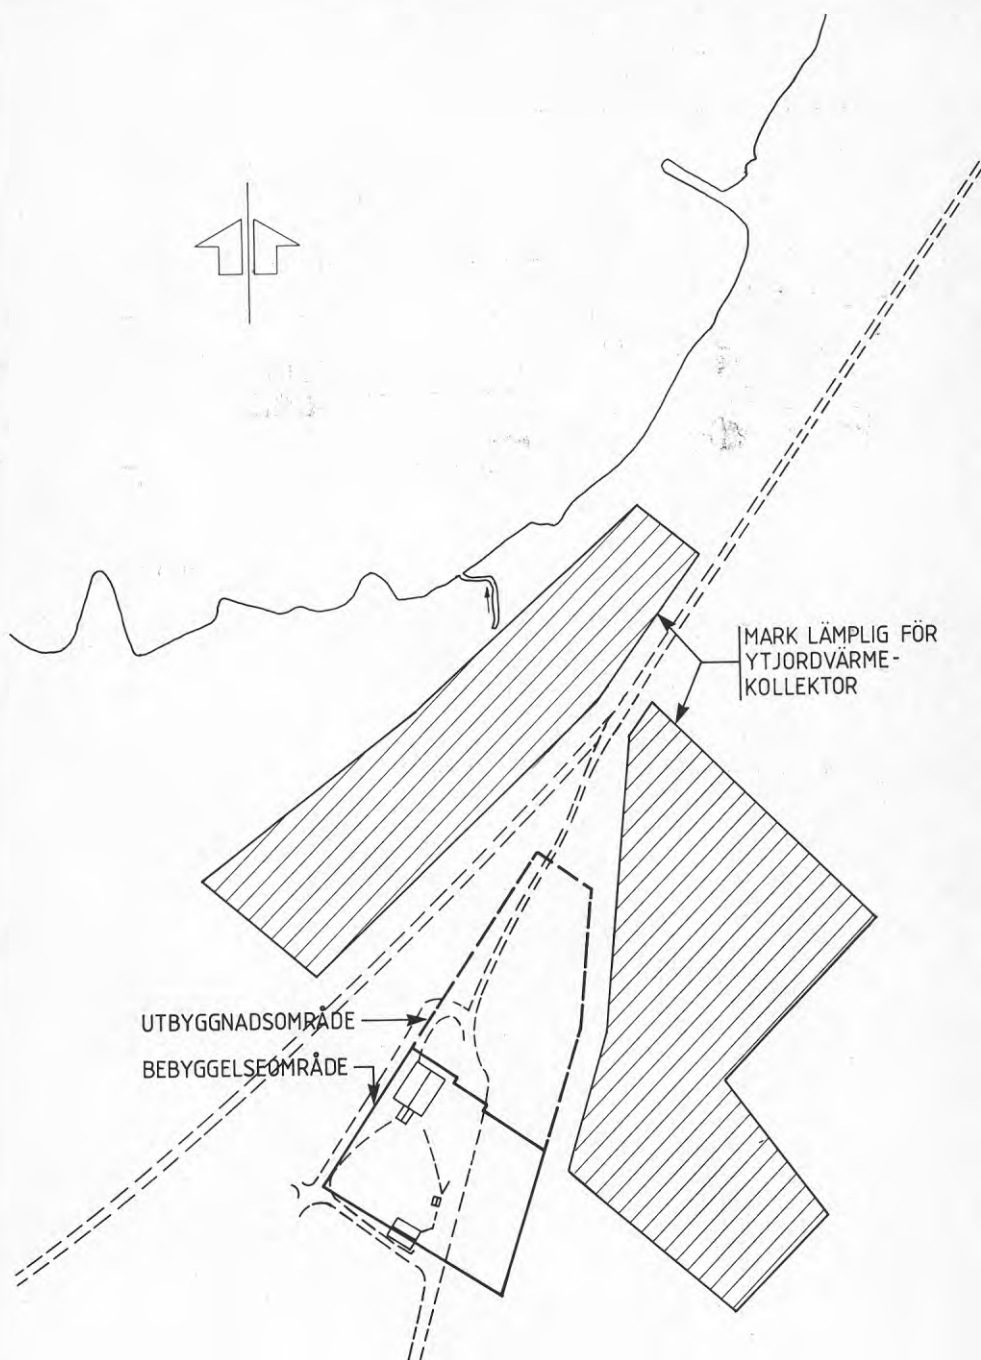 MARK LÄMPLIG FÖR
YTJORDVÄRME-
KOLLEKTOR
UTBYGGNADSOMRÅDE
BEBYGGELSEOMRÅDE